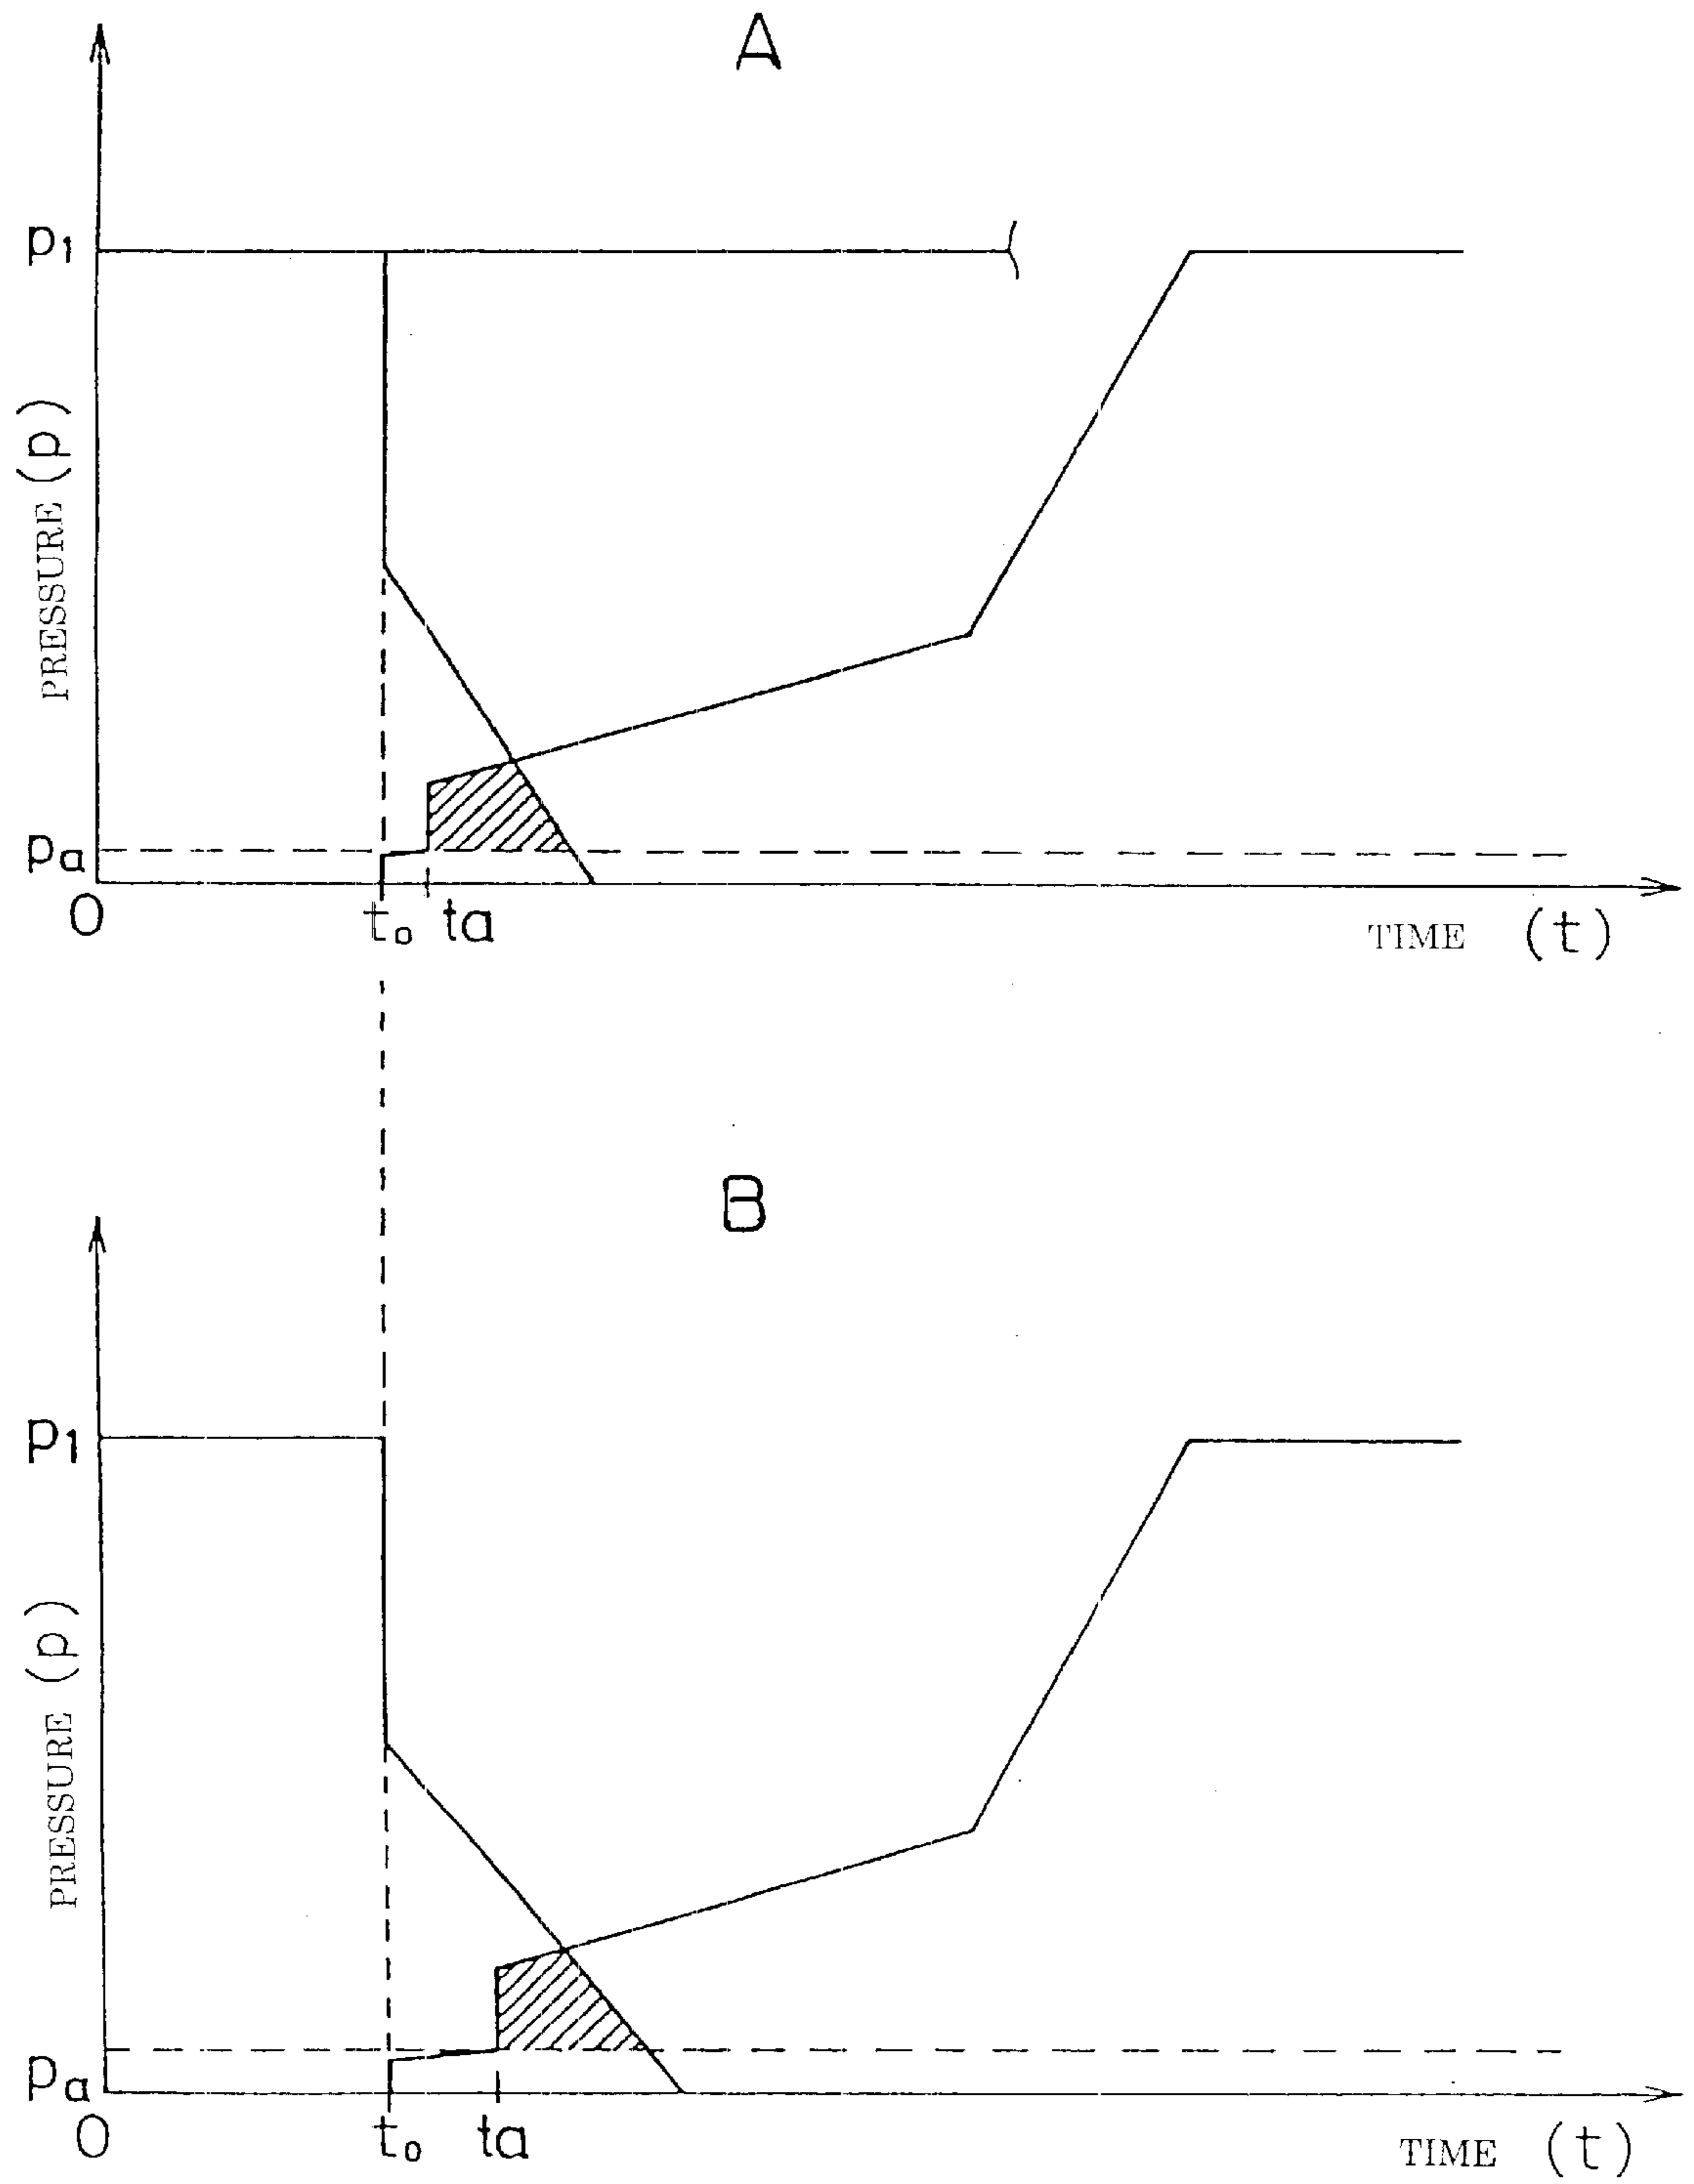 A
p₁
PRESSURE (p)
pa
0
t₀
ta
TIME (t)
B
p₁
PRESSURE (p)
pa
0
t₀
ta
TIME (t)